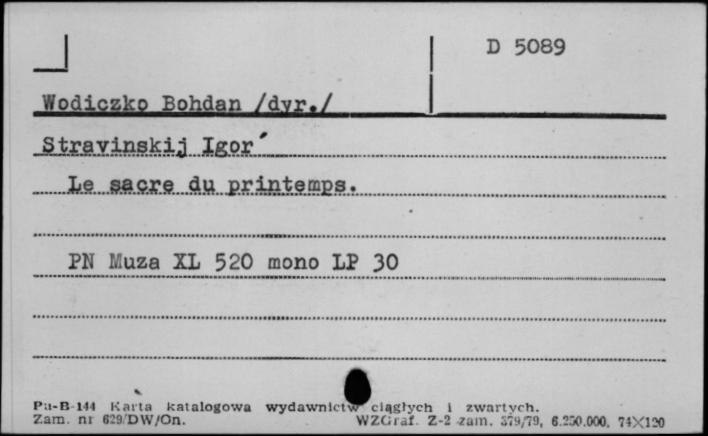 D 5089
Wodiczko Bohdan /dyr./
Stravinskij Igor´
Le sacre du printemps.
PN Muza XL 520 mono LP 30
Pu-B-144 Karta katalogowa wydawnictw ciągłych i zwartych.
Zam. nr 629/DW/On. WZGraf. Z-2 zam. 379/79, 6.250.000, 74X120